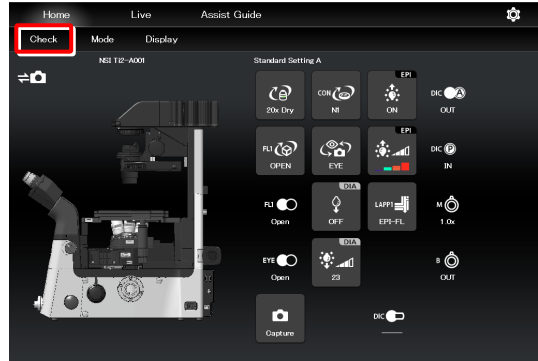 Home Live Assist Guide
Check Mode Display
NSI Ti2-A001
Standard Setting A
EPI
20x Dry
CON
N1
ON
DIC A
OUT
EPI
FL1
OPEN
EYE
DIC P
IN
DIA
FL1
Open
OFF
LAPP1
EPI-FL
M
1.0x
DIA
EYE
Open
23
B
OUT
Capture
DIC